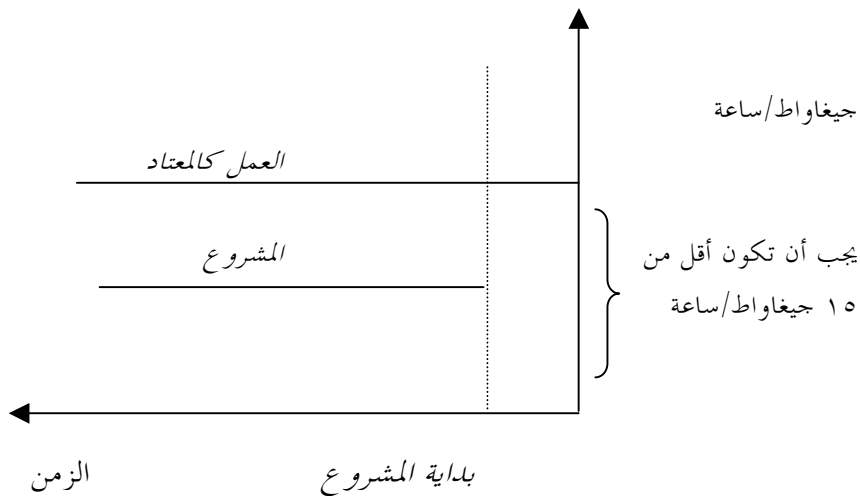 جيغاواط/ساعة
العمل كالمعتاد
المشروع
يجب أن تكون أقل من
١٥ جيغاواط/ساعة
بداية المشروع
الزمن